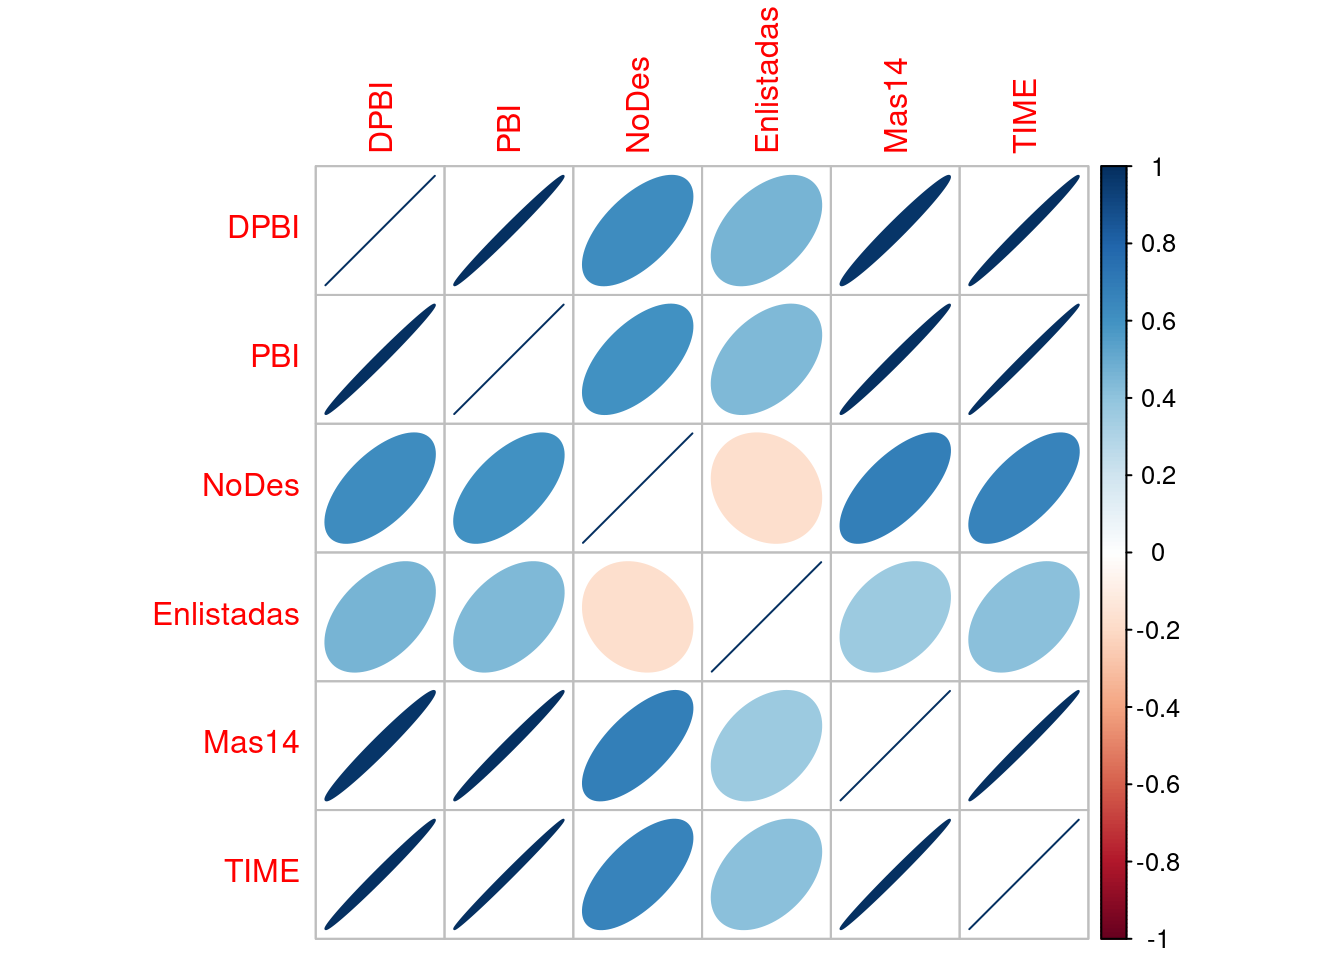 DPBI
PBI
NoDes
Enlistadas
Mas14
TIME
DPBI
PBI
NoDes
Enlistadas
Mas14
TIME
1
0.8
0.6
0.4
0.2
0
-0.2
-0.4
-0.6
-0.8
-1